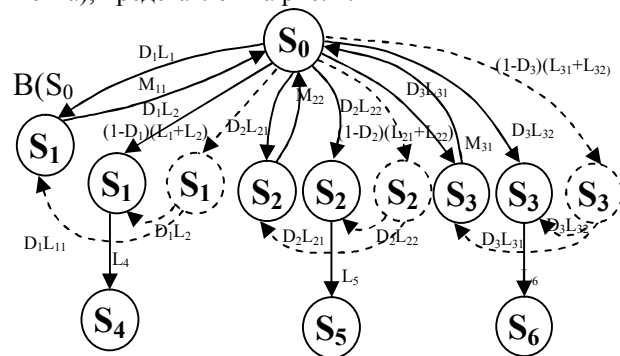 S0
D1L1
(1-D3)(L31+L32)
B(S0
M11
D3L31
D1L2
M22
D2L22
D3L32
(1-D1)(L1+L2)
D2L21
(1-D2)(L21+L22)
M31
S1
S1
S1
S2
S2
S2
S3
S3
S3
D1L11
D1L2
D2L21
D2L22
D3L31
D3L32
L4
L5
S4
S5
S6